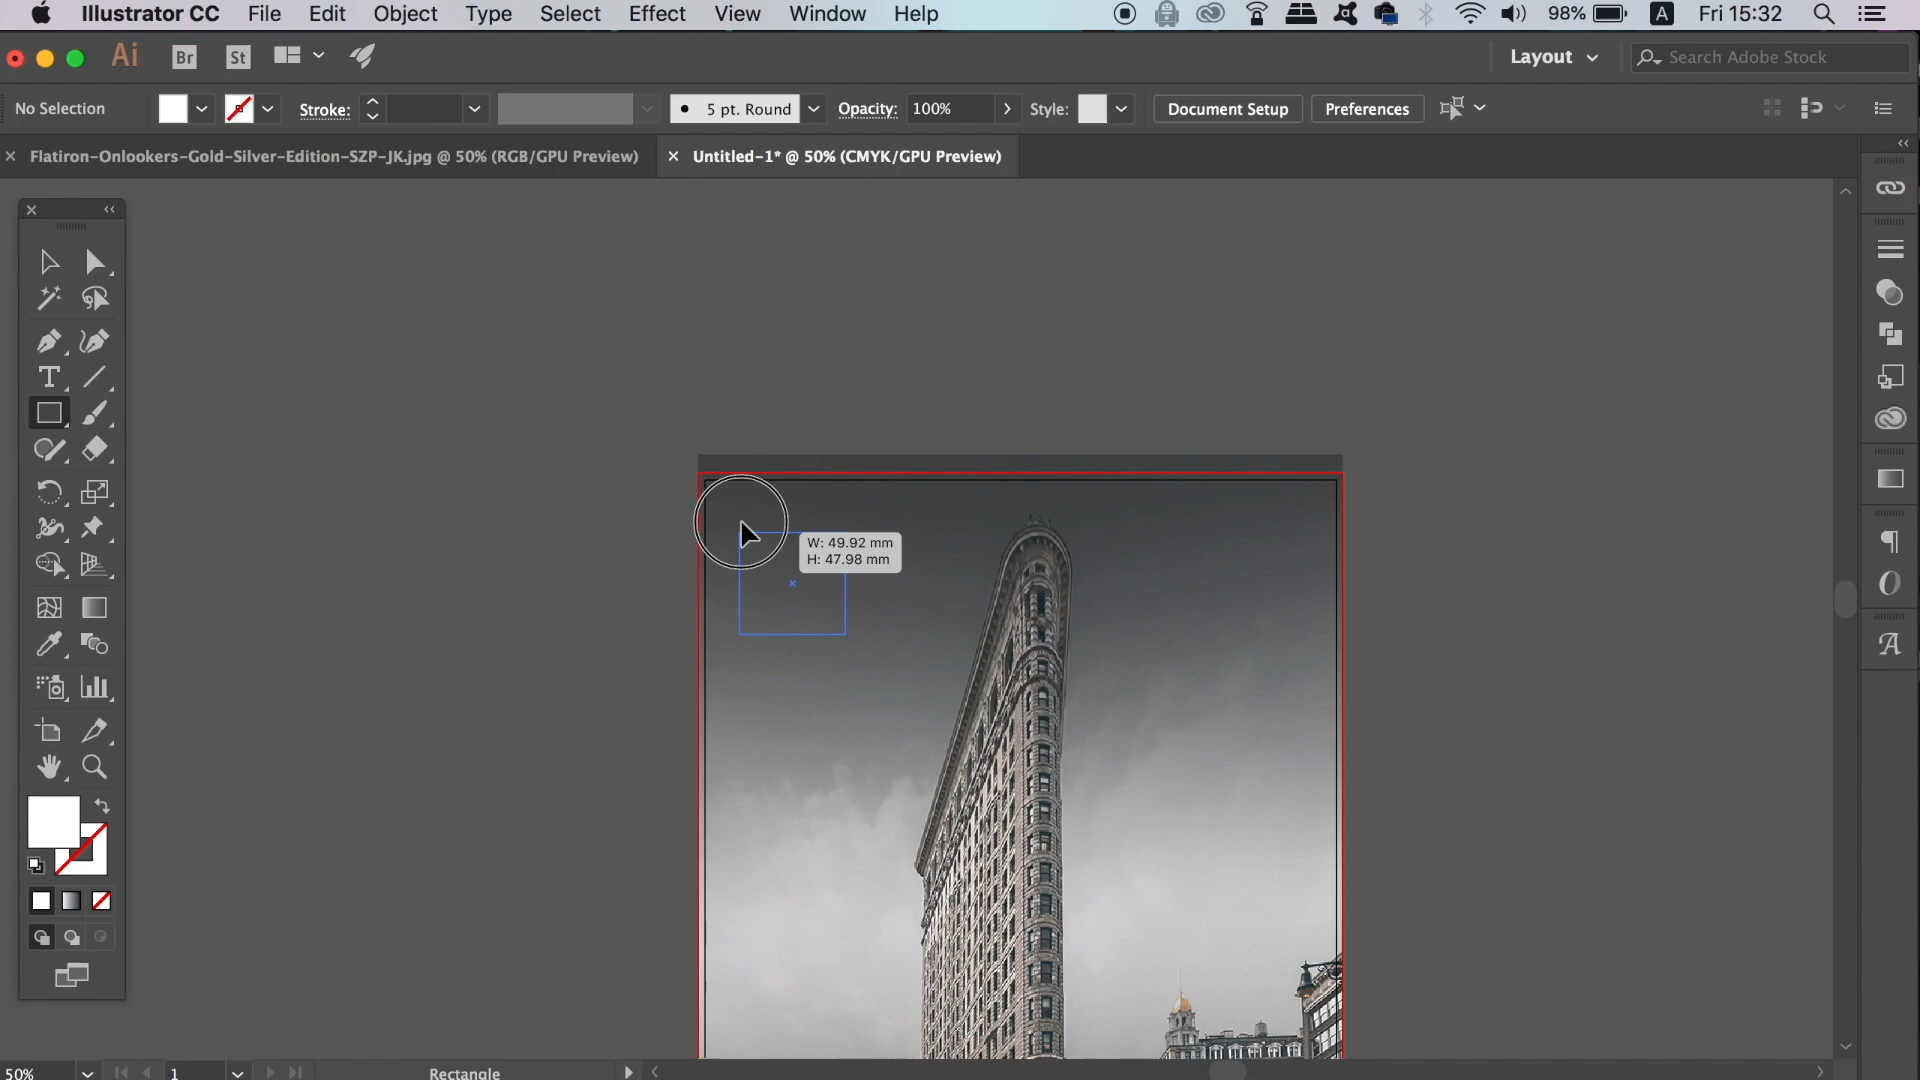 Illustrator CC File Edit Object Type Select Effect View Window Help 98% A Fri 15:32
Ai Br St Layout Search Adobe Stock
No Selection Stroke: 5 pt. Round Opacity: 100% Style: Document Setup Preferences
Flatiron-Onlookers-Gold-Silver-Edition-SZP-JK.jpg @ 50% (RGB/GPU Preview) Untitled-1* @ 50% (CMYK/GPU Preview)
W: 49.92 mm
H: 47.98 mm
50% 1 Rectangle